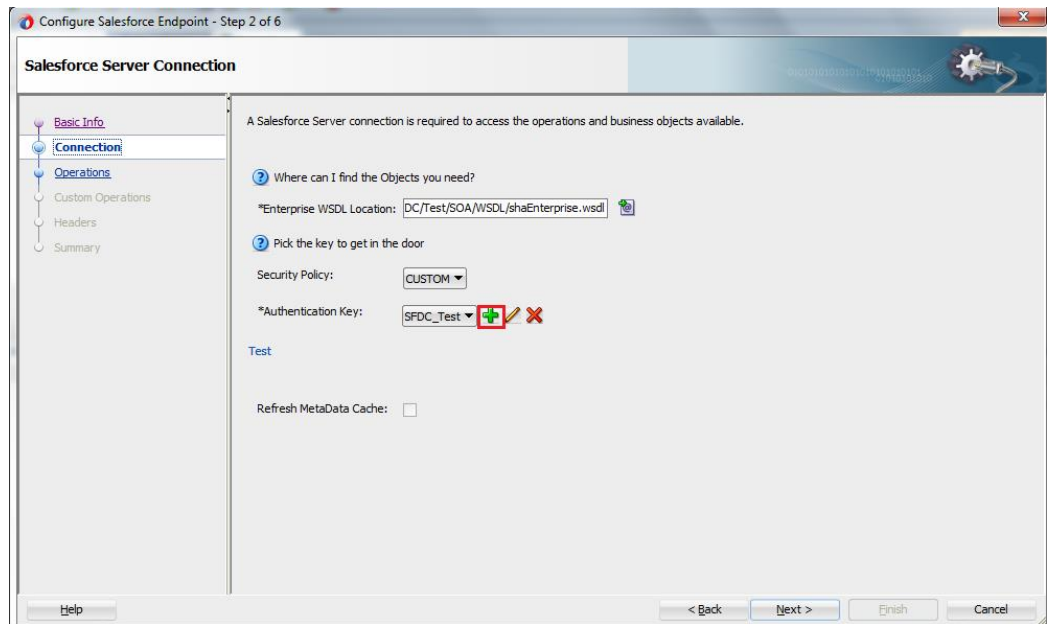 Configure Salesforce Endpoint - Step 2 of 6
Salesforce Server Connection
Basic Info
Connection
Operations
Custom Operations
Headers
Summary
A Salesforce Server connection is required to access the operations and business objects available.
Where can I find the Objects you need?
*Enterprise WSDL Location: DC/Test/SOA/WSDL/shaEnterprise.wsdl
Pick the key to get in the door
Security Policy: CUSTOM
*Authentication Key: SFDC_Test
Test
Refresh MetaData Cache:
Help < Back Next > Finish Cancel